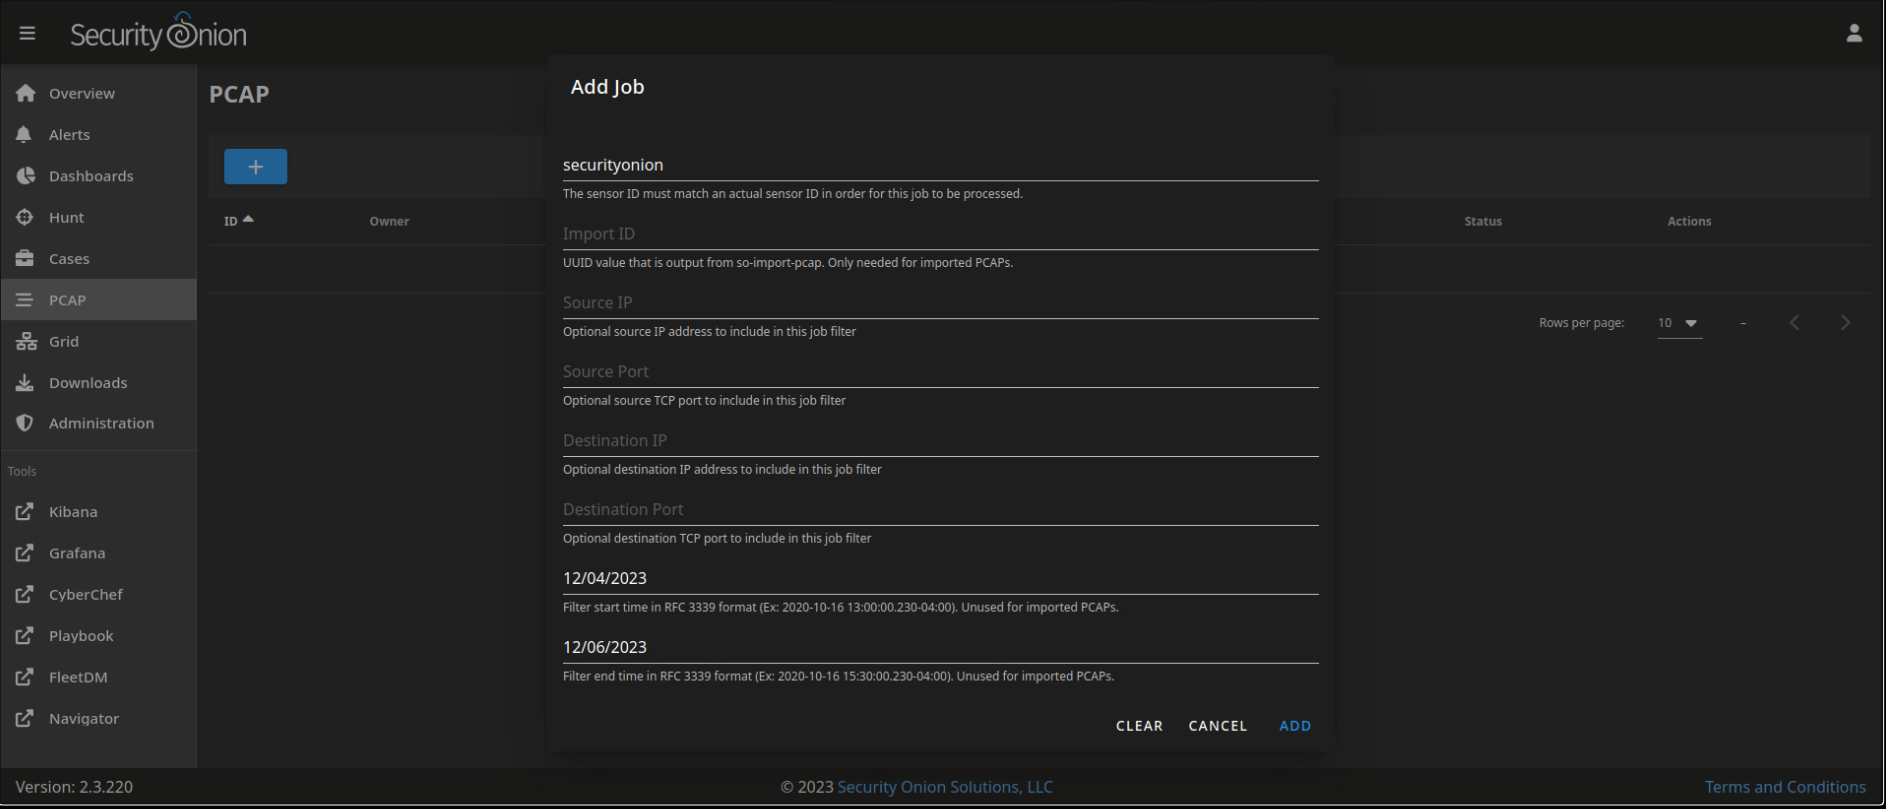 Security Onion
Overview
Alerts
Dashboards
Hunt
Cases
PCAP
Grid
Downloads
Administration
Tools
Kibana
Grafana
CyberChef
Playbook
FleetDM
Navigator
PCAP
+
ID Owner Status Actions
Rows per page: 10 –
Add Job
securityonion
The sensor ID must match an actual sensor ID in order for this job to be processed.
Import ID
UUID value that is output from so-import-pcap. Only needed for imported PCAPs.
Source IP
Optional source IP address to include in this job filter
Source Port
Optional source TCP port to include in this job filter
Destination IP
Optional destination IP address to include in this job filter
Destination Port
Optional destination TCP port to include in this job filter
12/04/2023
Filter start time in RFC 3339 format (Ex: 2020-10-16 13:00:00.230-04:00). Unused for imported PCAPs.
12/06/2023
Filter end time in RFC 3339 format (Ex: 2020-10-16 15:30:00.230-04:00). Unused for imported PCAPs.
CLEAR CANCEL ADD
Version: 2.3.220 © 2023 Security Onion Solutions, LLC Terms and Conditions